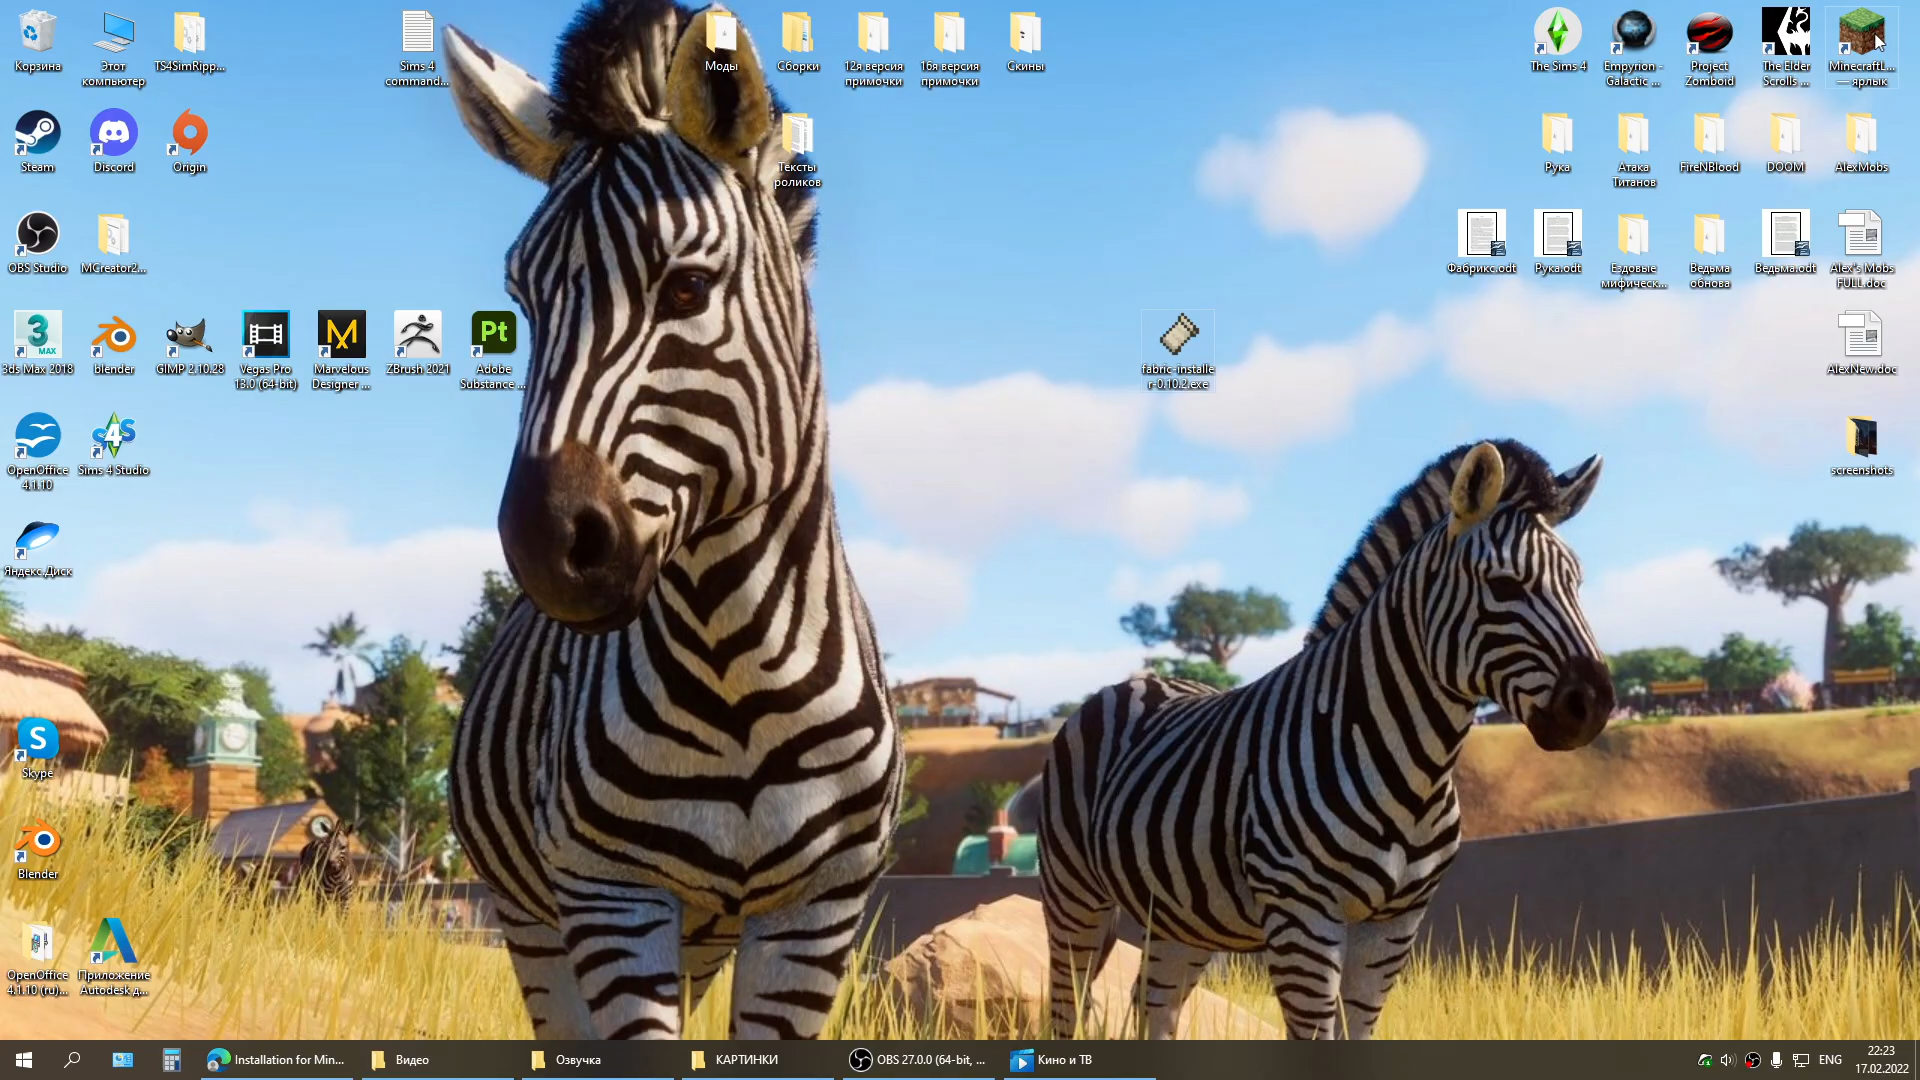 Корзина
Этот
компьютер
TS4SimRipp...
Sims 4
command...
Моды
Сборки
12я версия
примочки
16я версия
примочки
Скины
The Sims 4
Empyrion -
Galactic ...
Project
Zomboid
The Elder
Scrolls ...
MinecraftL...
— ярлык
Steam
Discord
Origin
Тексты
роликов
Рука
Атака
Титанов
FireNBlood
DOOM
AlexMobs
OBS Studio
MCreator2...
Фабрикс.odt
Рука.odt
Ездовые
мифическ...
Ведьма
обнова
Ведьма.odt
Alex's Mobs
FULL.doc
3
MAX
3ds Max 2018
blender
GIMP 2.10.28
Vegas Pro
13.0 (64-bit)
Marvelous
Designer ...
ZBrush 2021
Pt
Adobe
Substance ...
fabric-installe
r-0.10.2.exe
AlexNew.doc
OpenOffice
4.1.10
S4S
Sims 4 Studio
screenshots
Яндекс.Диск
S
Skype
Blender
OpenOffice
4.1.10 (ru)...
Приложение
Autodesk д...
Installation for Min...
Видео
Озвучка
КАРТИНКИ
OBS 27.0.0 (64-bit, ...
Кино и ТВ
ENG
22:23
17.02.2022